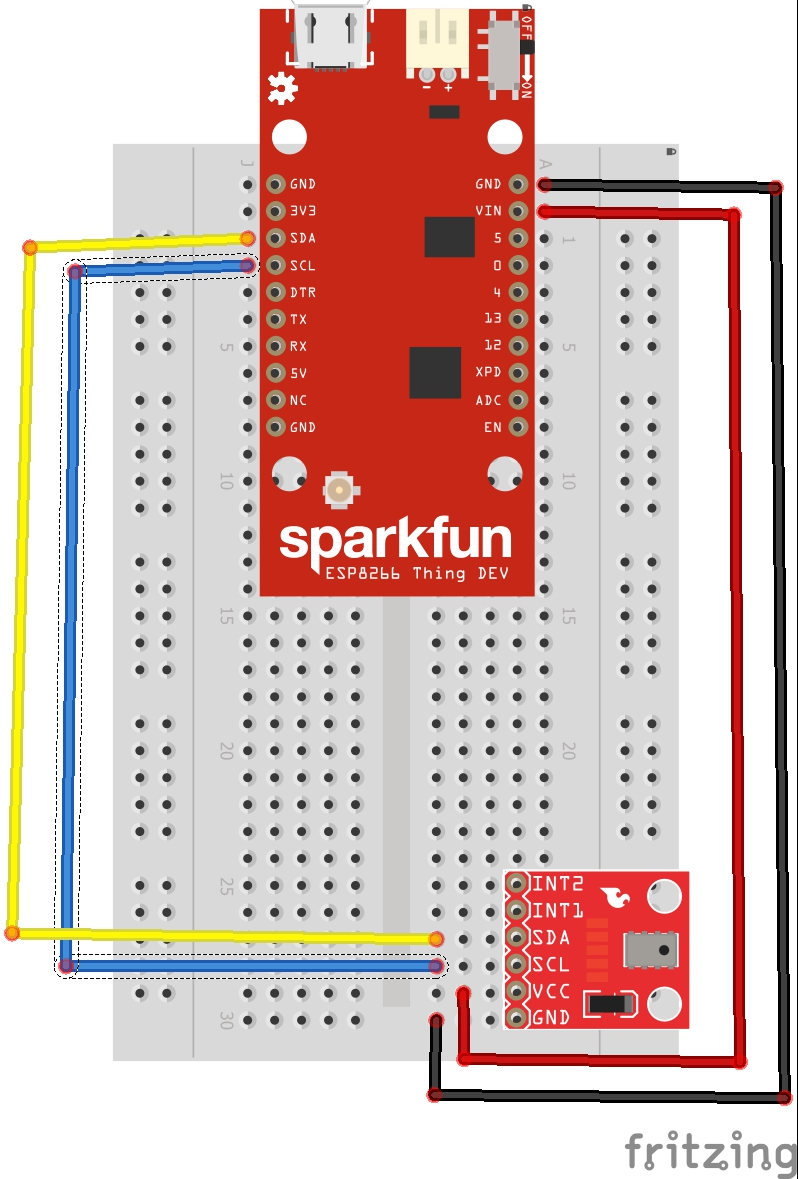 OFF
ON
- +
J
A
GND GND
3V3 VIN
SDA 5 1
SCL 0
DTR 4
TX 13
5 RX 12 5
5V XPD
NC ADC
GND EN
10 10
sparkfun
ESP8266 Thing DEV
15 15
20 20
25 INT2
INT1
SDA
SCL
VCC
30 GND
fritzing